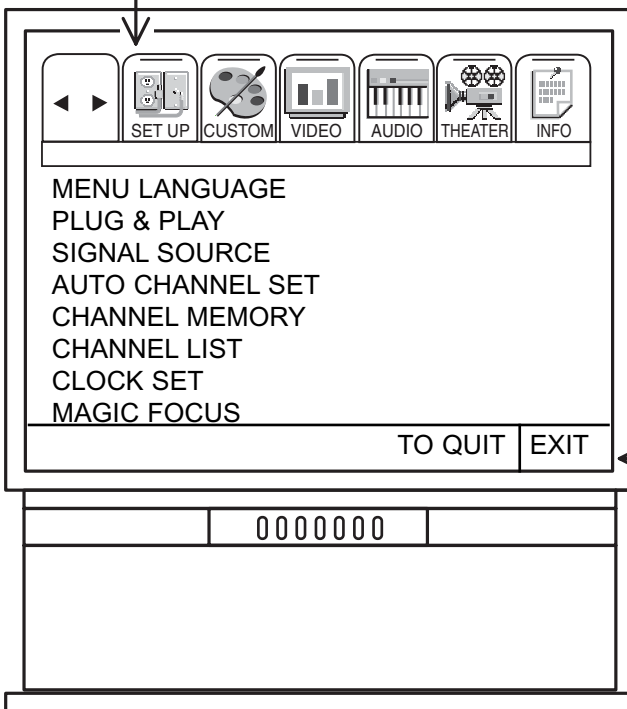 SET UP CUSTOM VIDEO AUDIO THEATER INFO
MENU LANGUAGE
PLUG & PLAY
SIGNAL SOURCE
AUTO CHANNEL SET
CHANNEL MEMORY
CHANNEL LIST
CLOCK SET
MAGIC FOCUS
TO QUIT EXIT